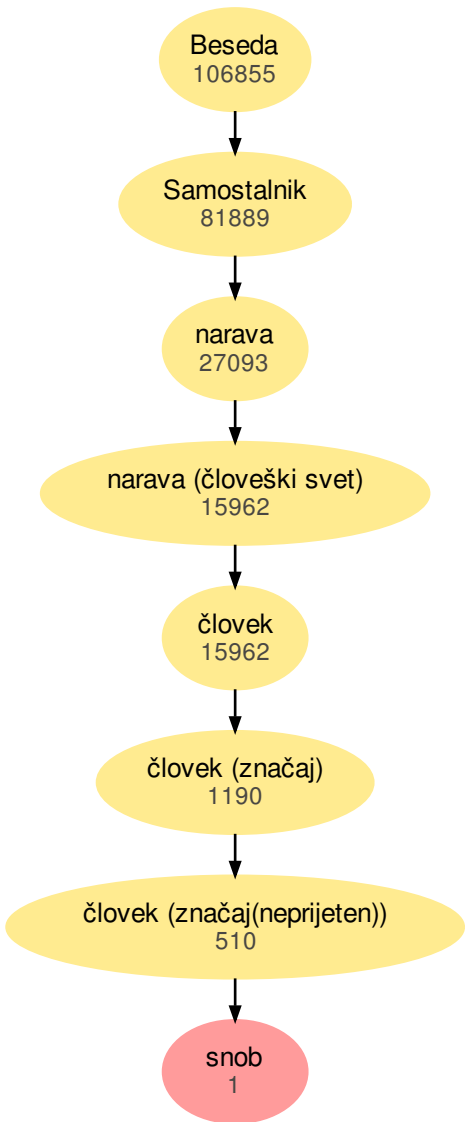 Beseda
106855
Samostalnik
81889
narava
27093
narava (človeški svet)
15962
človek
15962
človek (značaj)
1190
človek (značaj(neprijeten))
510
snob
1